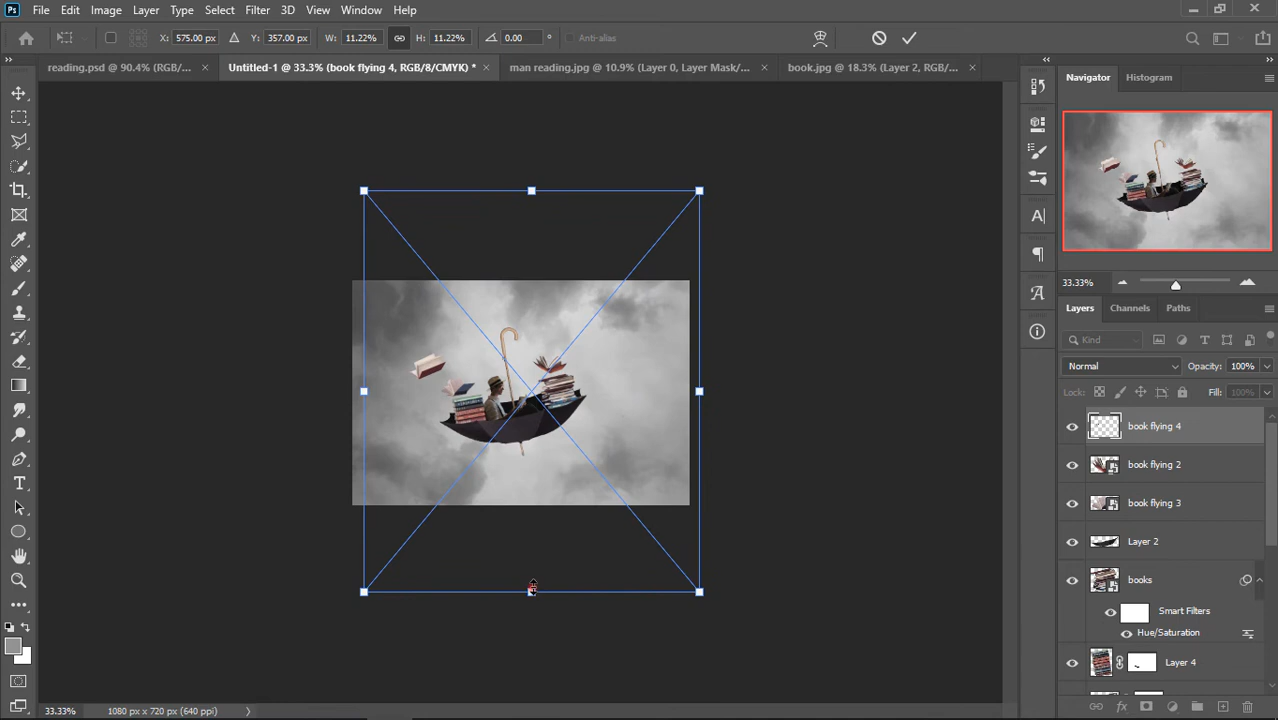 Ps File Edit Image Layer Type Select Filter 3D View Window Help
X: 575.00 px Y: 357.00 px W: 11.22% H: 11.22% 0.00 ° Anti-alias
reading.psd @ 90.4% (RGB/... × Untitled-1 @ 33.3% (book flying 4, RGB/8/CMYK) * × man reading.jpg @ 10.9% (Layer 0, Layer Mask/... × book.jpg @ 18.3% (Layer 2, RGB/... ×
Navigator Histogram
33.33%
Layers Channels Paths
Kind
Normal Opacity: 100%
Lock: Fill: 100%
book flying 4
book flying 2
book flying 3
Layer 2
books
Smart Filters
Hue/Saturation
Layer 4
33.33% 1080 px x 720 px (640 ppi)